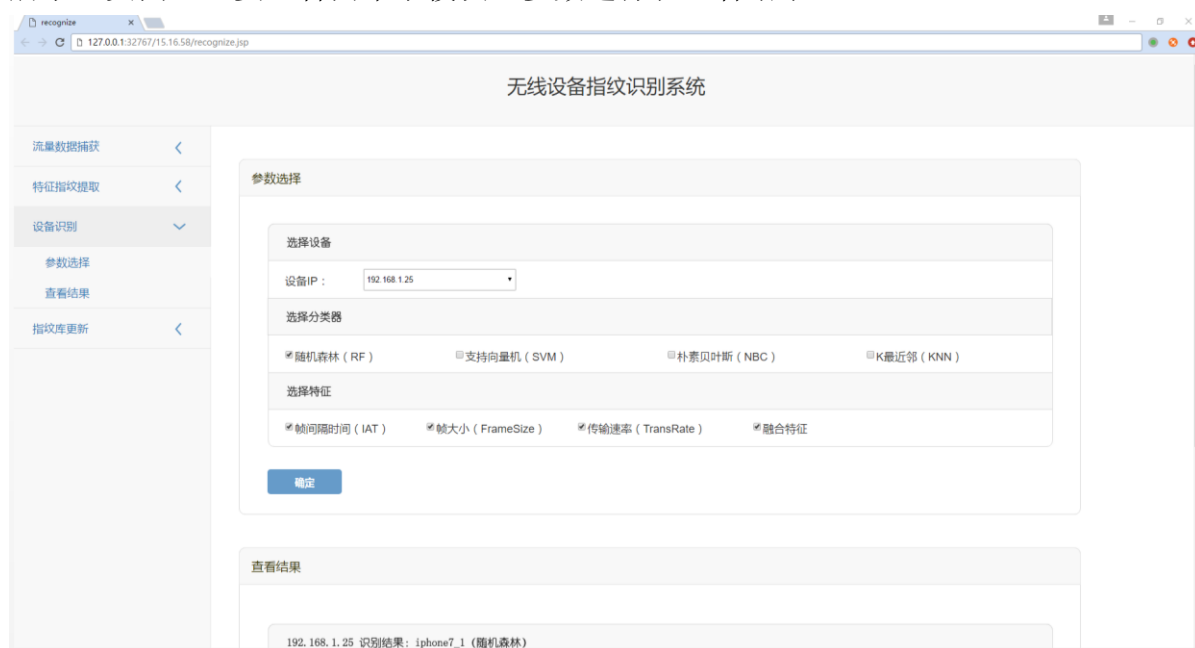 recognize
127.0.0.1:32767/15.16.58/recognize.jsp
无线设备指纹识别系统
流量数据捕获
特征指纹提取
设备识别
参数选择
查看结果
指纹库更新
参数选择
选择设备
设备IP： 192.168.1.25
选择分类器
随机森林（RF） 支持向量机（SVM） 朴素贝叶斯（NBC） K最近邻（KNN）
选择特征
帧间隔时间（IAT） 帧大小（FrameSize） 传输速率（TransRate） 融合特征
确定
查看结果
192.168.1.25 识别结果: iphone7_1 (随机森林)